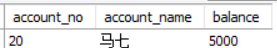 account_no account_name balance
20 马七 5000